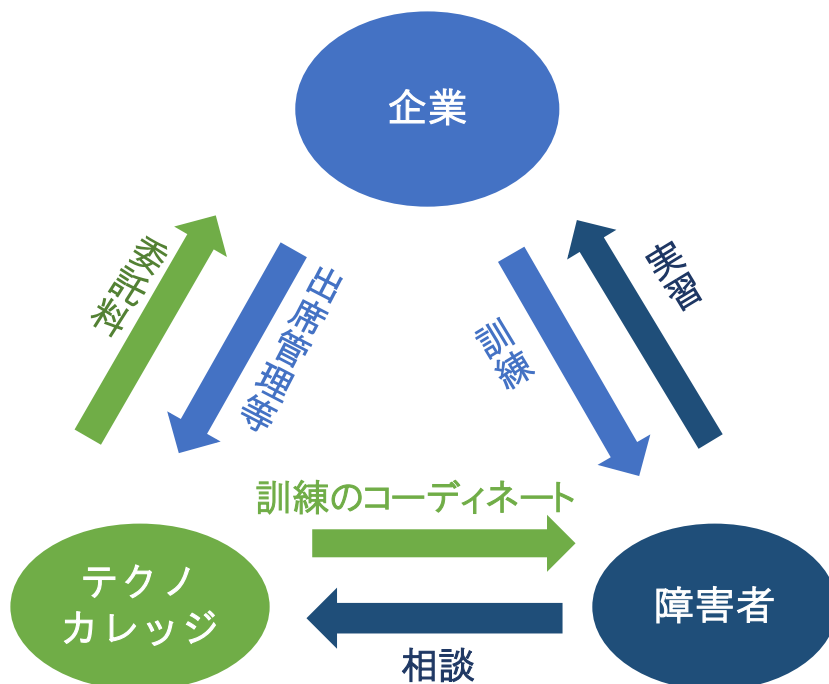 企業
委託料
出席管理等
訓練
実習
訓練のコーディネート
テクノ
カレッジ
障害者
相談